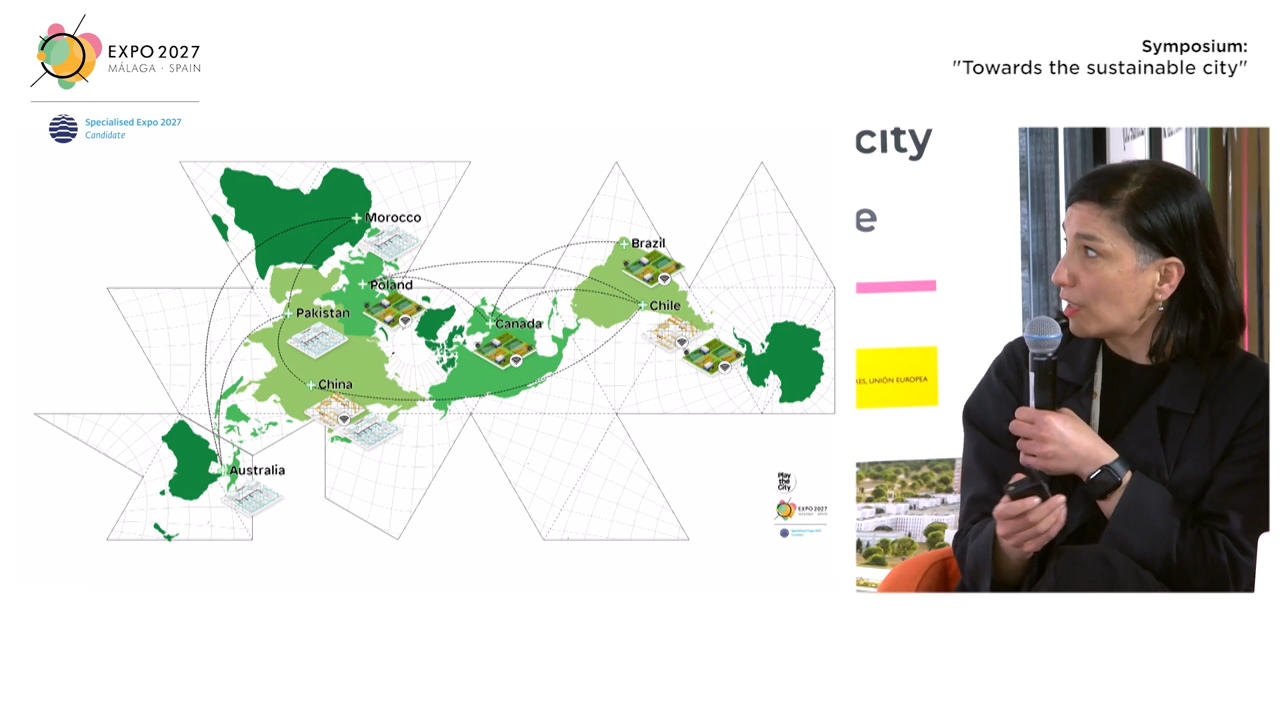 EXPO 2027
MÁLAGA · SPAIN
Specialised Expo 2027
Candidate
Symposium:
"Towards the sustainable city"
Morocco
Brazil
Poland
Chile
Pakistan
Canada
China
Australia
Play
the
City
EXPO 2027
city
e
UNIÓN EUROPEA